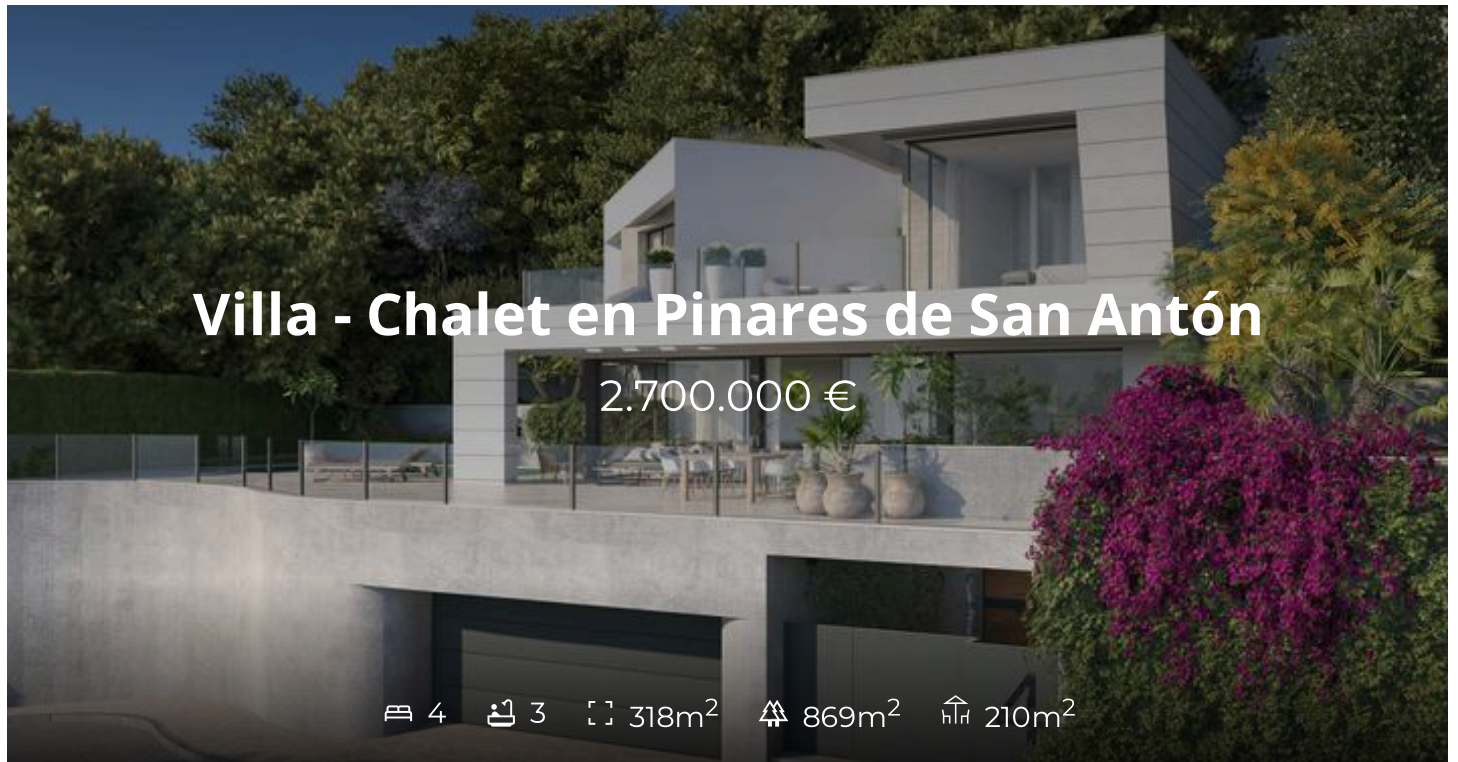 Villa - Chalet en Pinares de San Antón
2.700.000 €
4 3 318m² 869m² 210m²